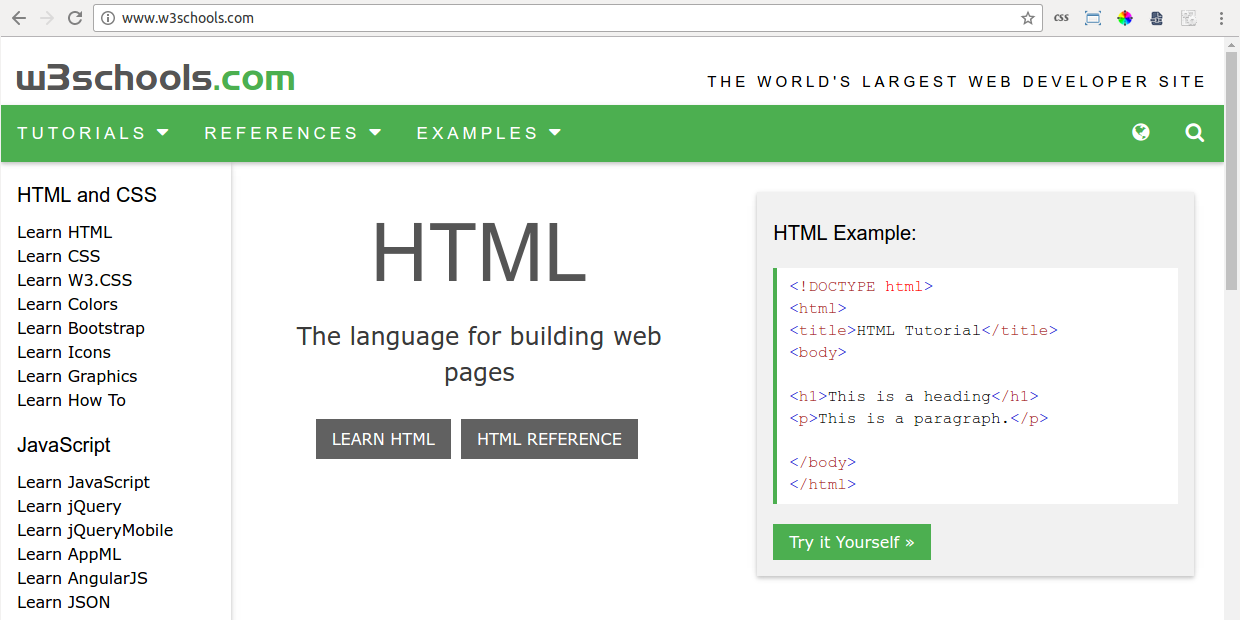 www.w3schools.com
css
w3schools.com
THE WORLD'S LARGEST WEB DEVELOPER SITE
TUTORIALS
REFERENCES
EXAMPLES
HTML and CSS
Learn HTML
Learn CSS
Learn W3.CSS
Learn Colors
Learn Bootstrap
Learn Icons
Learn Graphics
Learn How To
JavaScript
Learn JavaScript
Learn jQuery
Learn jQueryMobile
Learn AppML
Learn AngularJS
Learn JSON
HTML
The language for building web
pages
LEARN HTML
HTML REFERENCE
HTML Example:
<!DOCTYPE html>
<html>
<title>HTML Tutorial</title>
<body>
<h1>This is a heading</h1>
<p>This is a paragraph.</p>
</body>
</html>
Try it Yourself »